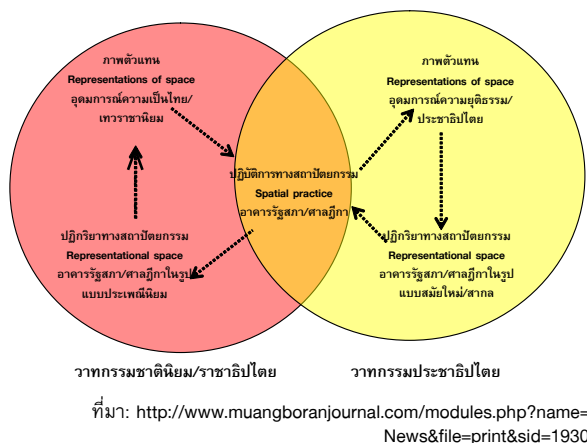 ภาพตัวแทน
Representations of space
อุดมการณ์ความเป็นไทย/
เทวราชานิยม
ภาพตัวแทน
Representations of space
อุดมการณ์ความยุติธรรม/
ประชาธิปไตย
ปฏิบัติการทางสถาปัตยกรรม
Spatial practice
อาคารรัฐสภา/ศาลฎีกา
ปฏิกริยาทางสถาปัตยกรรม
Representational space
อาคารรัฐสภา/ศาลฎีกาในรูป
แบบประเพณีนิยม
ปฏิกริยาทางสถาปัตยกรรม
Representational space
อาคารรัฐสภา/ศาลฎีกาในรูป
แบบสมัยใหม่/สากล
วาทกรรมชาตินิยม/ราชาธิปไตย
วาทกรรมประชาธิปไตย
ที่มา: http://www.muangboranjournal.com/modules.php?name=
News&file=print&sid=1930